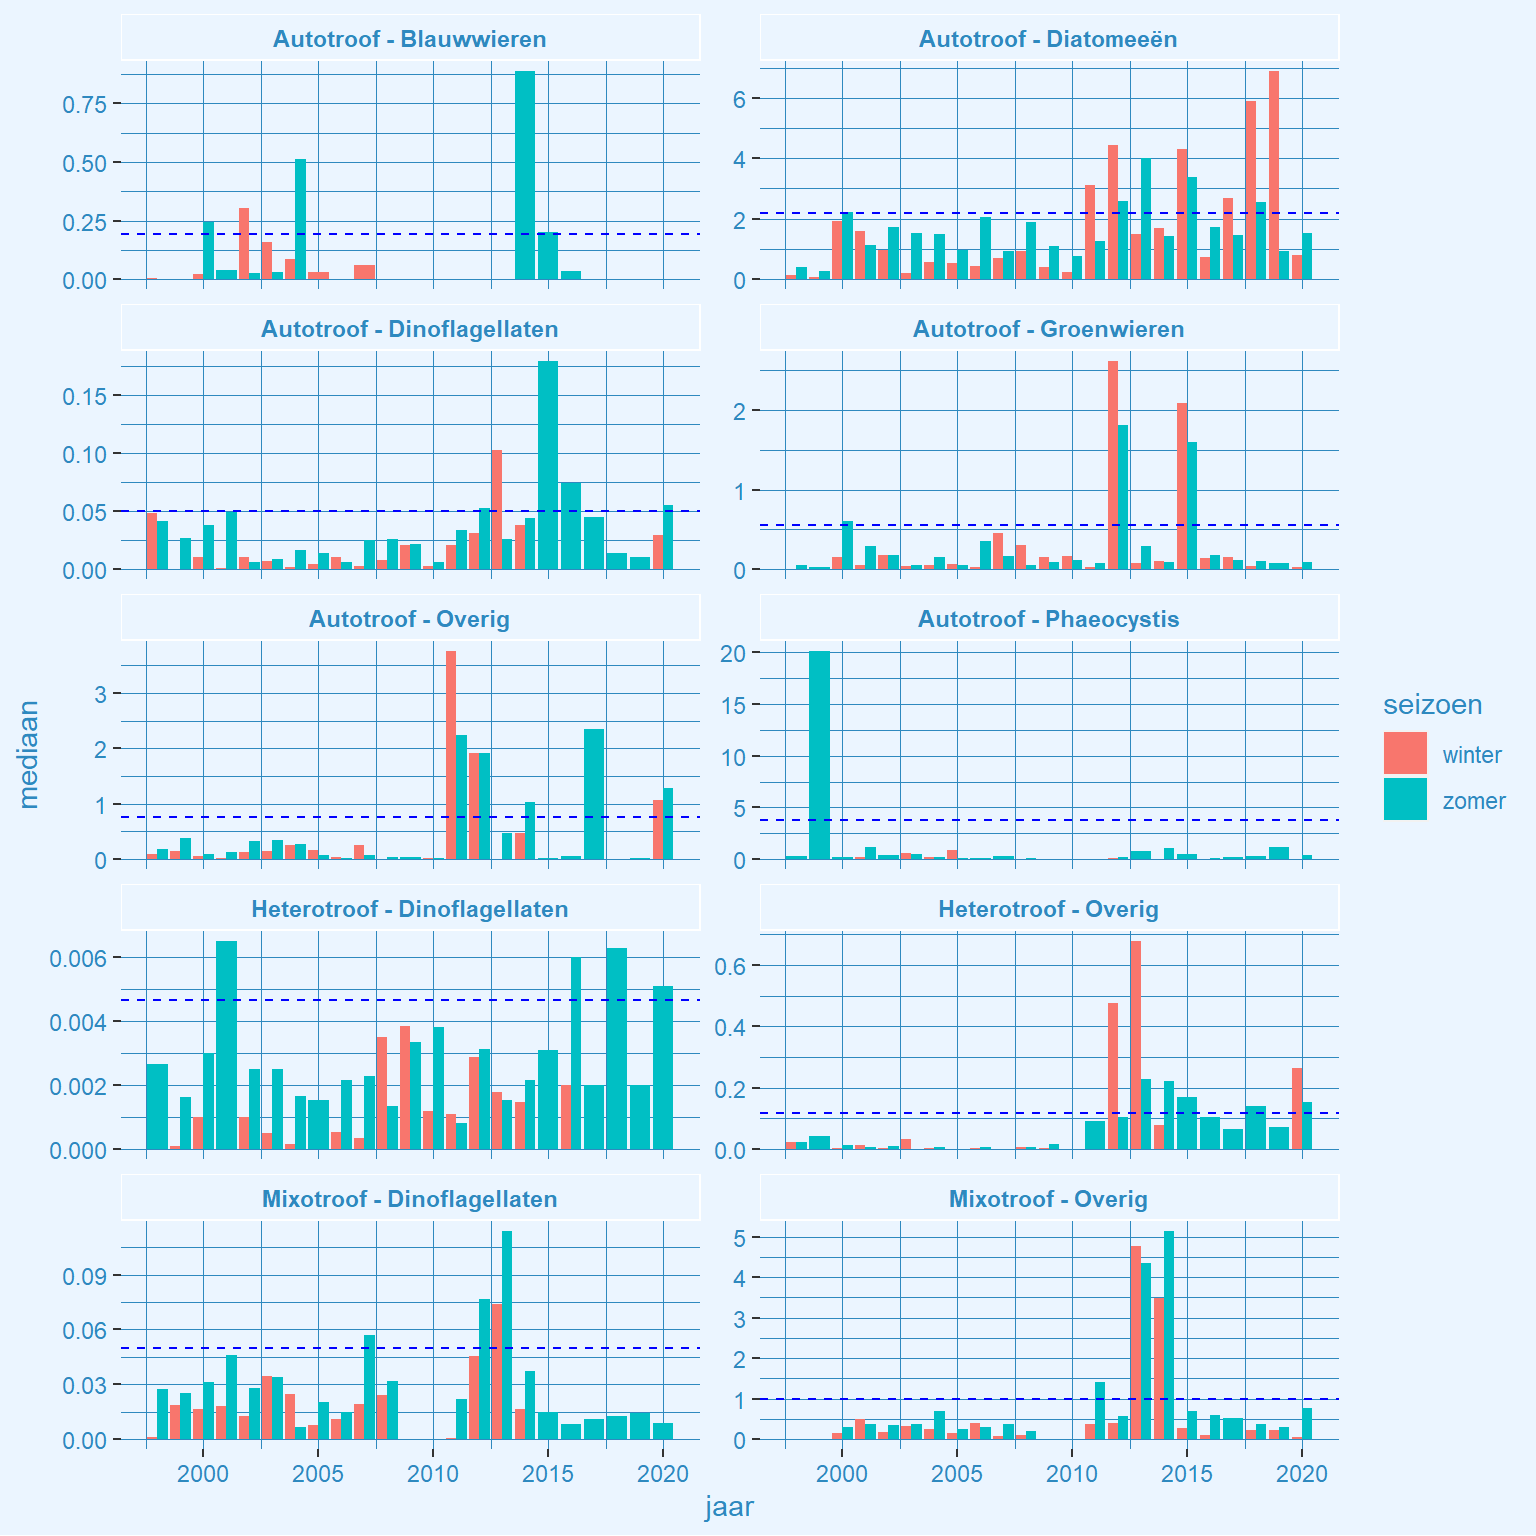 Autotroof - Blauwwieren
Autotroof - Diatomeeën
0.75
0.50
0.25
0.00
6
4
2
0
Autotroof - Dinoflagellaten
Autotroof - Groenwieren
0.15
0.10
0.05
0.00
2
1
0
Autotroof - Overig
Autotroof - Phaeocystis
3
2
1
0
20
15
10
5
0
Heterotroof - Dinoflagellaten
Heterotroof - Overig
0.006
0.004
0.002
0.000
0.6
0.4
0.2
0.0
Mixotroof - Dinoflagellaten
Mixotroof - Overig
0.09
0.06
0.03
0.00
5
4
3
2
1
0
2000 2005 2010 2015 2020
2000 2005 2010 2015 2020
jaar
mediaan
seizoen
winter
zomer